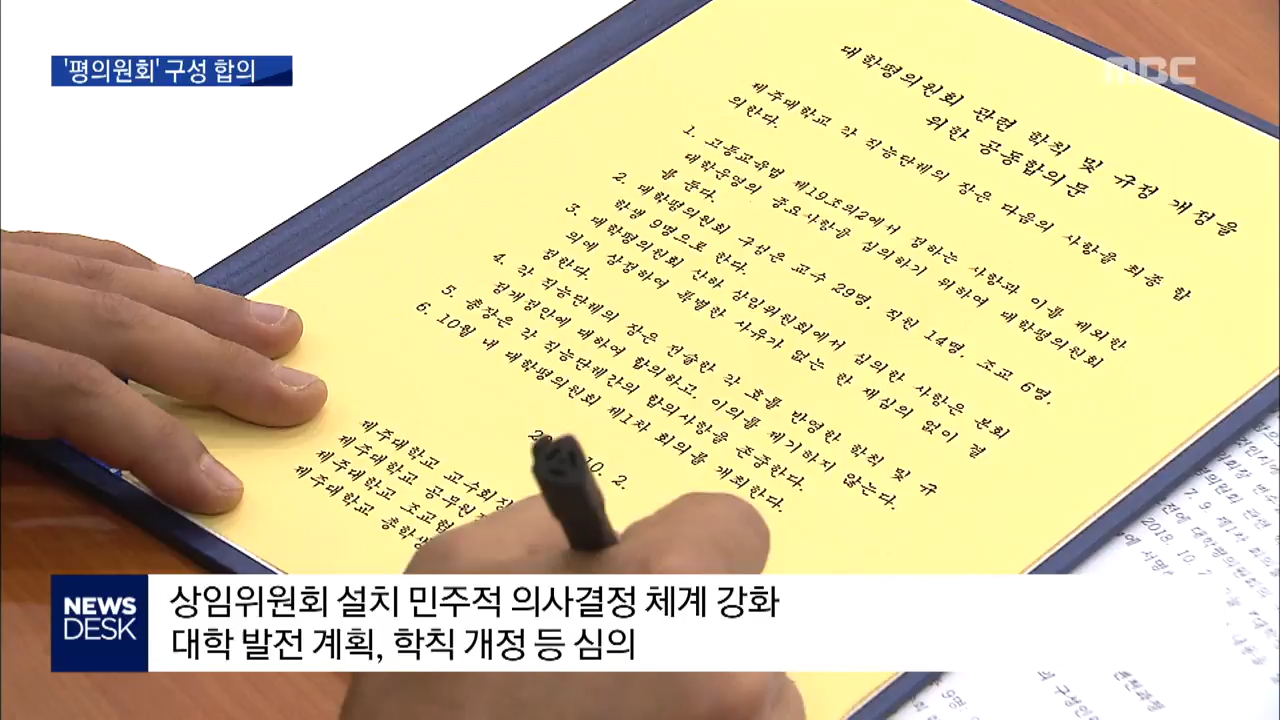 '평의원회' 구성 합의
MBC
대학평의원회 관련 학칙 및 규정 개정을
위한 공동합의문
제주대학교 각 직능단체의 장은 다음의 사항을 최종 합
의한다.
1. 고등교육법 제19조의2에서 정하는 사항과 이를 제외한
대학운영의 중요사항을 심의하기 위하여 대학평의원회
를 둔다.
2. 대학평의원회 구성은 교수 29명, 직원 14명, 조교 6명,
학생 9명으로 한다.
3. 대학평의원회 산하 상임위원회에서 심의한 사항은 본회
의에 상정하여 특별한 사유가 없는 한 재심의 없이 결
정한다.
4. 각 직능단체의 장은 전술한 각 호를 반영한 학칙 및 규
정개정안에 대하여 합의하고, 이의를 제기하지 않는다.
5. 총장은 각 직능단체간의 합의사항을 존중한다.
6. 10월 내 대학평의원회 제1차 회의를 개최한다.
10. 2.
제주대학교 교수회장
제주대학교 공무원
제주대학교 조교협
제주대학교 총학생
7. 9 제1차 회의
2018. 10. 7
NEWS
DESK
상임위원회 설치 민주적 의사결정 체계 강화
대학 발전 계획, 학칙 개정 등 심의